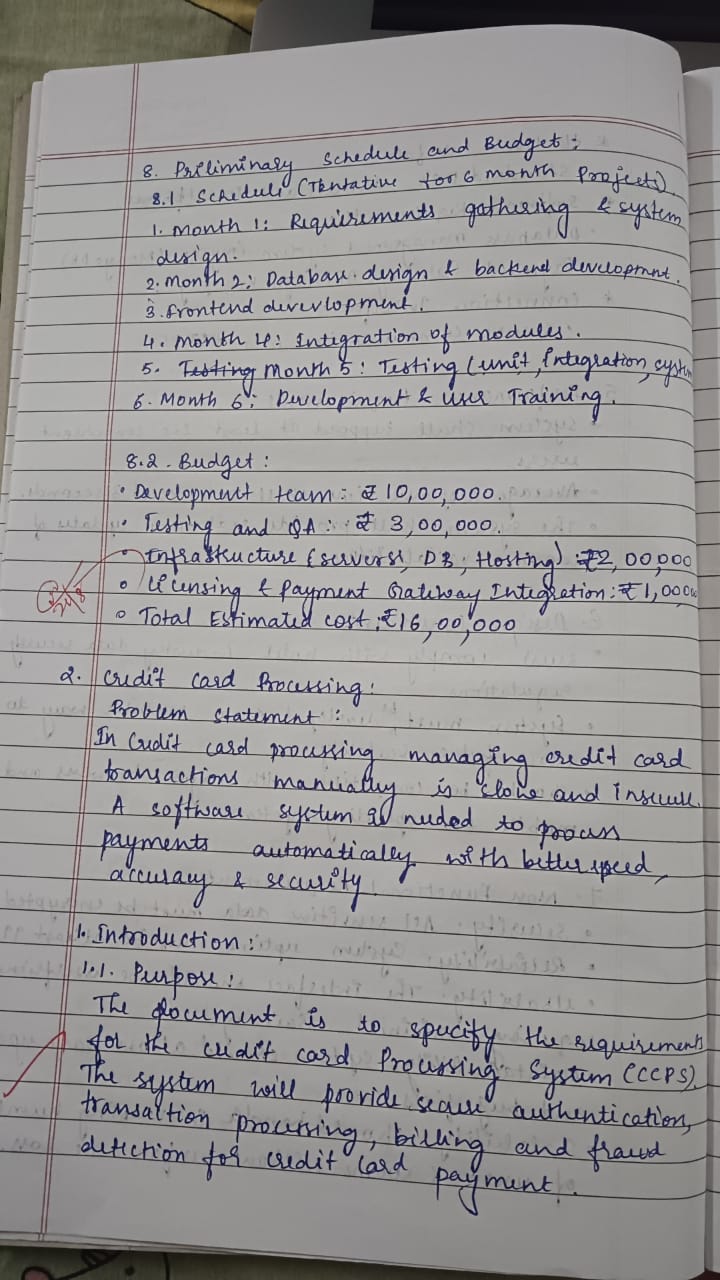 8. Priliminary Schedule and Budget :
8.1 Schedule (Tentative for 6 month Project)
1. Month 1: Requirements gathering & system
design.
2. Month 2: Database design & backend development.
3. frontend devevlopment.
4. Month 4: Integration of modules.
5. Testing Month 5: Testing (unit, Integration, system
6. Month 6: Development & User Training.
8.2. Budget :
• Development team: ₹ 10,00,000.
• Testing and QA: ₹ 3,00,000.
• Infrastructure (servers, DB, Hosting) : ₹2,00,000
• Licensing & Payment Gateway Integration: ₹1,000
• Total Estimated cost: ₹16,00,000
2. Credit Card Processing:
Problem statement :
In Credit card processing managing credit card
transactions manually is slow and insecure.
A software system is needed to process
payments automatically with better speed,
accuracy & security.
1. Introduction :
1.1. Purpose :
The document is to specify the requirements
for the credit card Processing System (CCPS).
The system will provide secure authentication,
transaction processing, billing and fraud
detection for credit card payment.